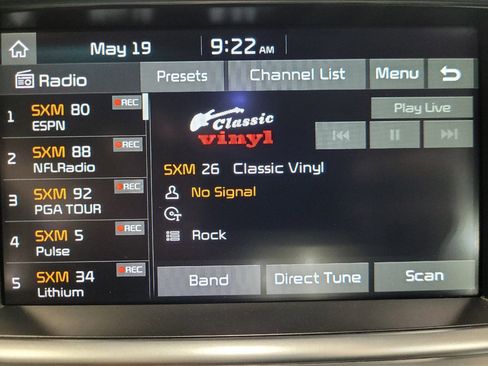 May 19
9:22 AM
Radio
Presets
Channel List
Menu
1 SXM 80 REC
ESPN
2 SXM 88 REC
NFLRadio
3 SXM 92 REC
PGA TOUR
4 SXM 5 REC
Pulse
5 SXM 34 REC
Lithium
Classic
vinyl
Play Live
SXM 26 Classic Vinyl
No Signal
Rock
Band
Direct Tune
Scan